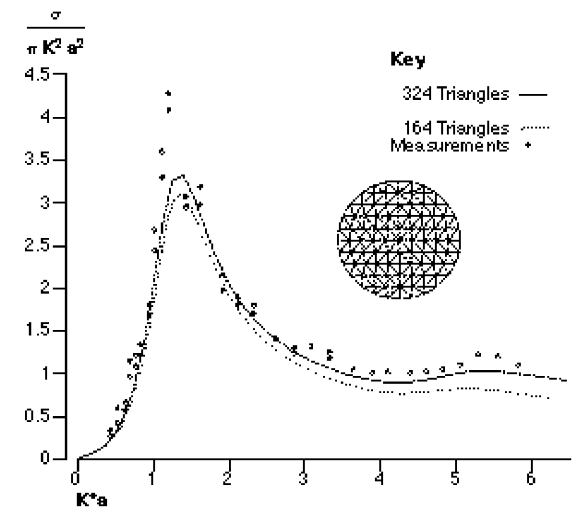 σ
π K² a²
4.5
4
3.5
3
2.5
2
1.5
1
0.5
0
Key
324 Triangles
164 Triangles
Measurements
0 1 2 3 4 5 6
K*a